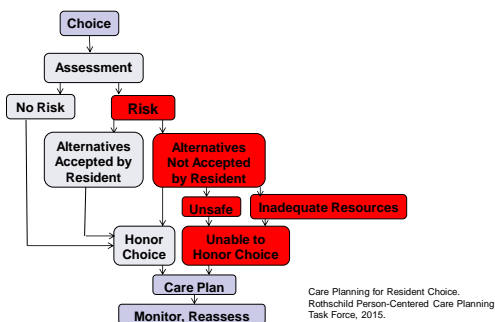 Choice
Assessment
No Risk
Risk
Alternatives
Accepted by
Resident
Alternatives
Not Accepted
by Resident
Unsafe
Inadequate Resources
Honor
Choice
Unable to
Honor Choice
Care Plan
Monitor, Reassess
Care Planning for Resident Choice.
Rothschild Person-Centered Care Planning
Task Force, 2015.